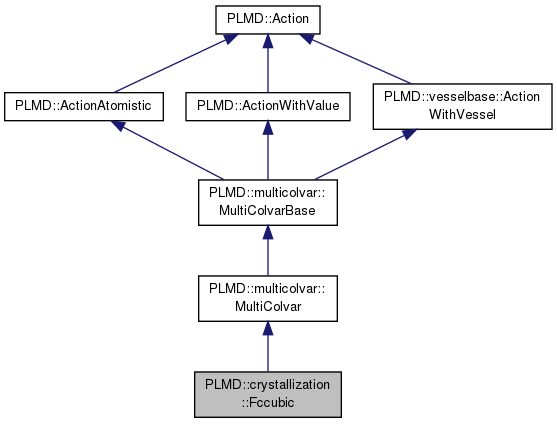 PLMD::Action
PLMD::ActionAtomistic
PLMD::ActionWithValue
PLMD::vesselbase::Action
WithVessel
PLMD::multicolvar::
MultiColvarBase
PLMD::multicolvar::
MultiColvar
PLMD::crystallization
::Fccubic